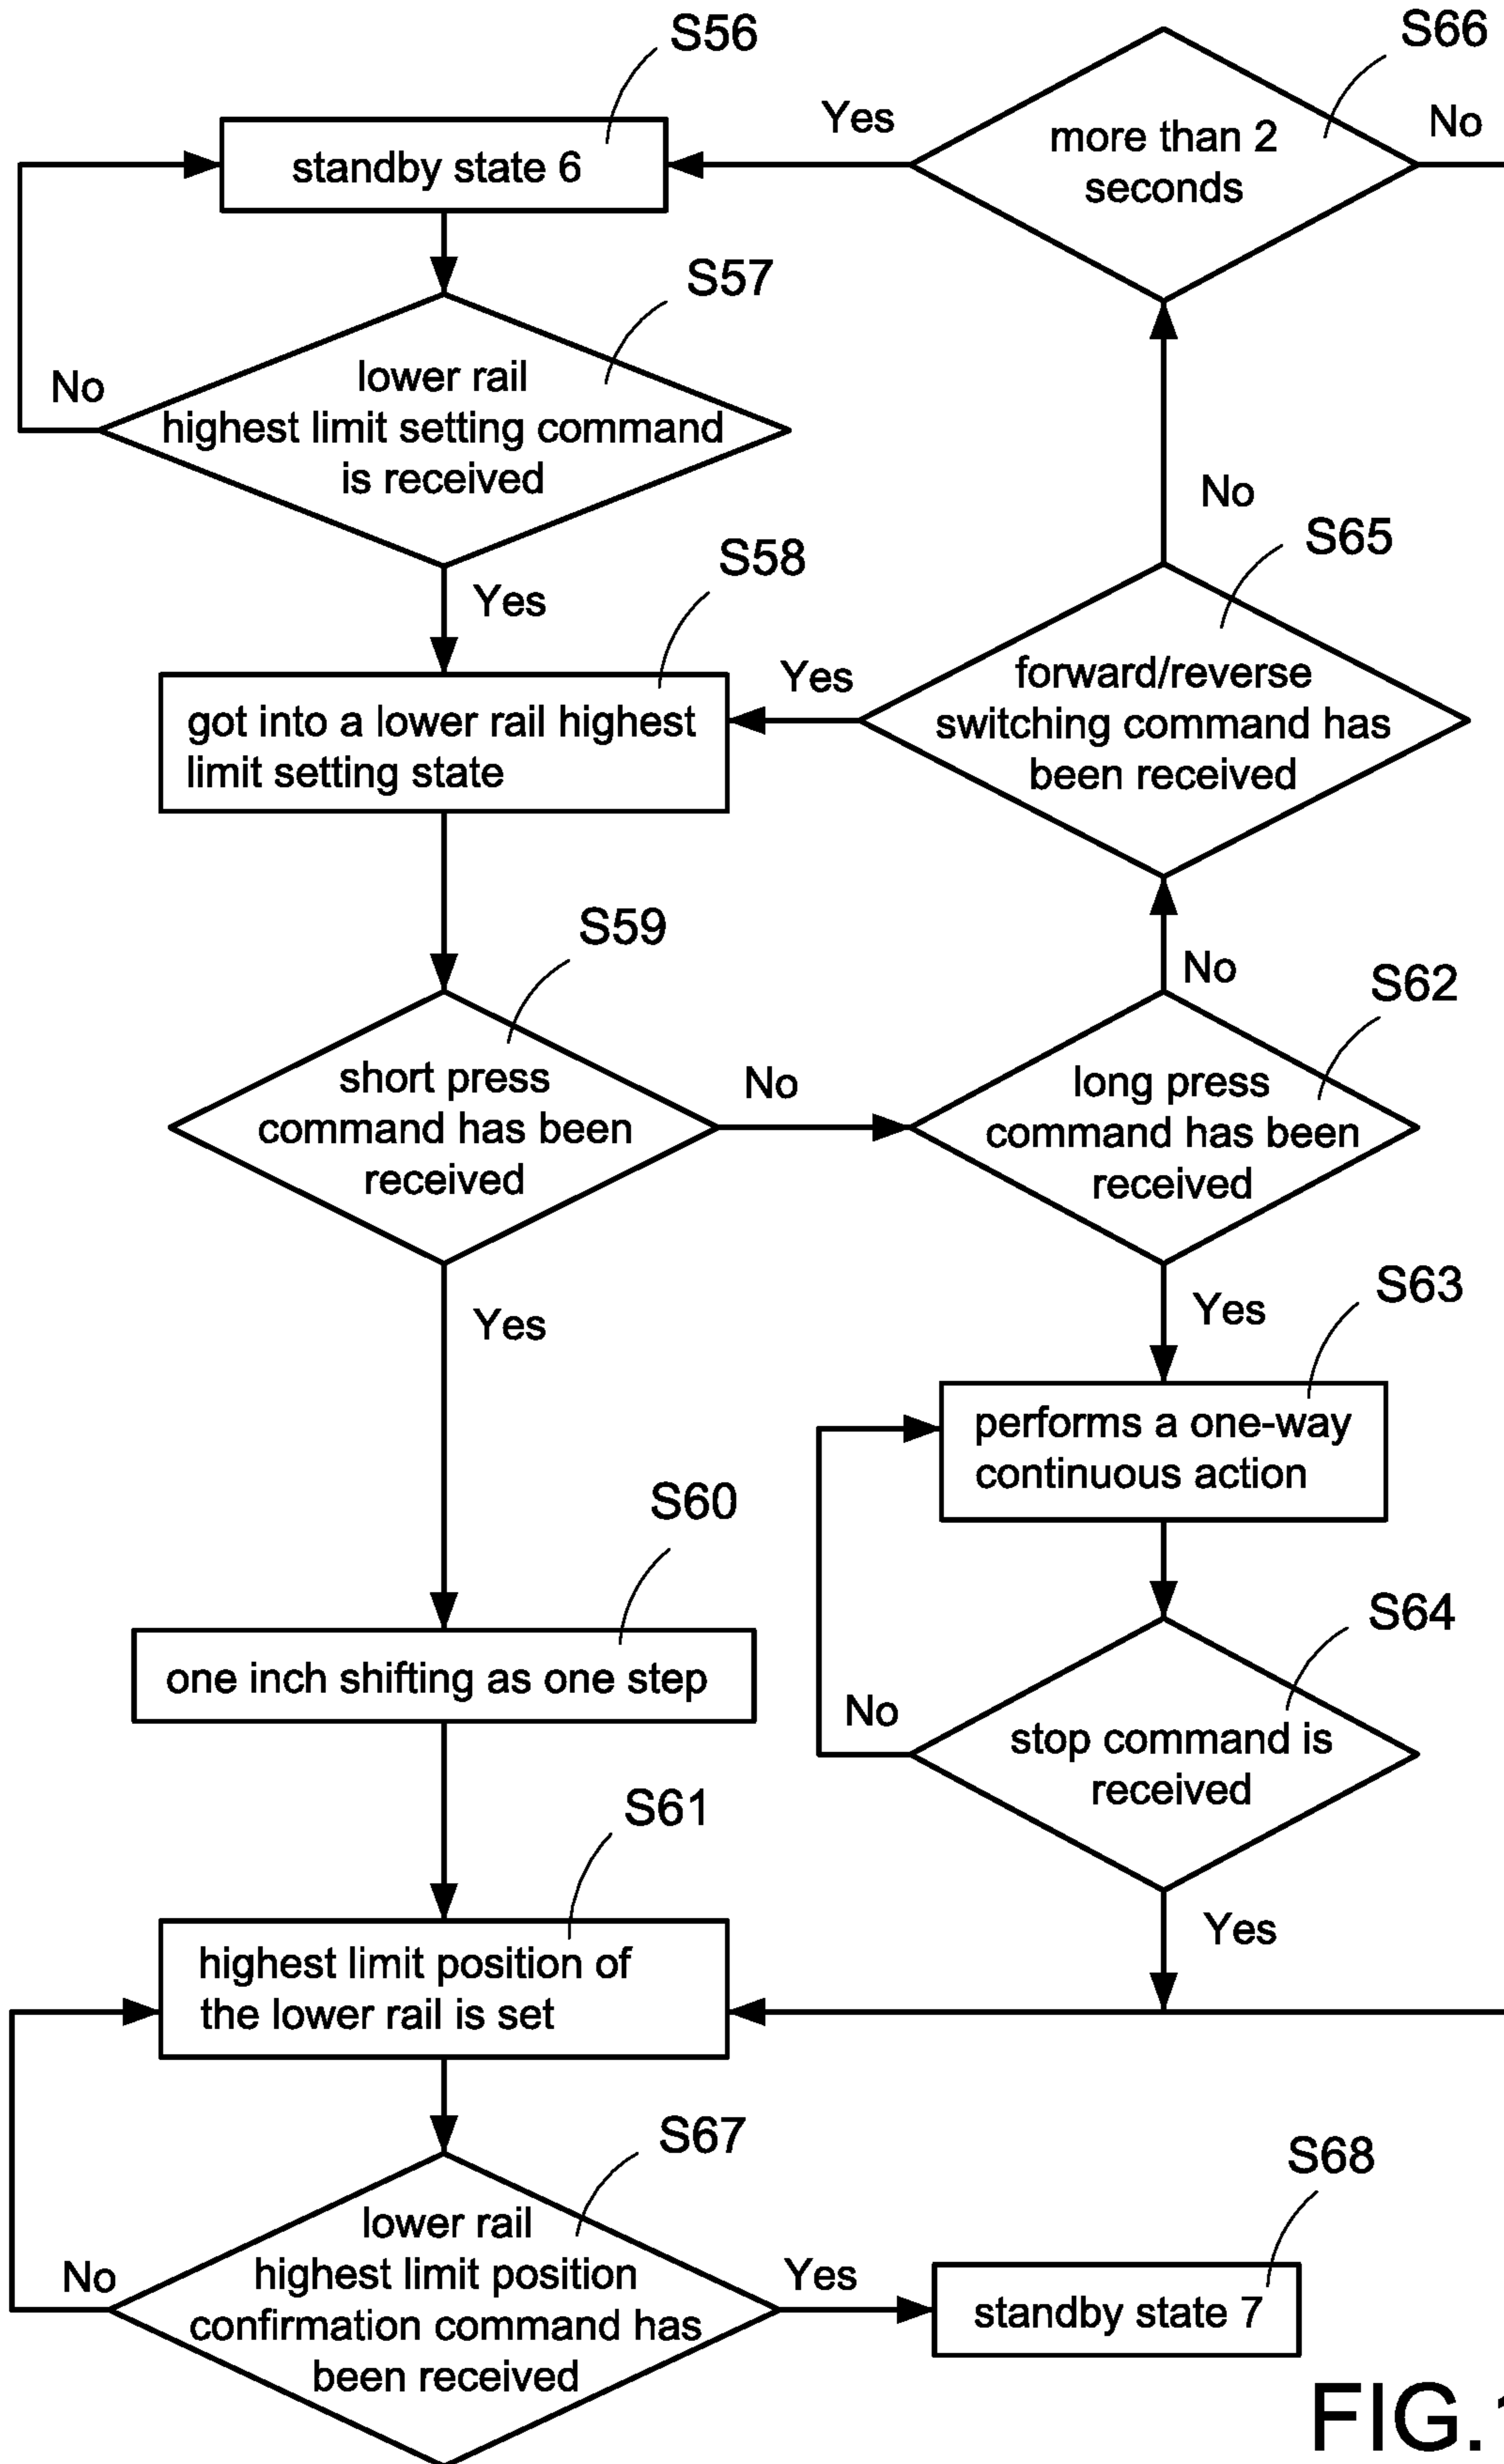 S56
standby state 6
Yes
S66
more than 2
seconds
No
S57
lower rail
highest limit setting command
is received
No
Yes
S58
got into a lower rail highest
limit setting state
Yes
S65
forward/reverse
switching command has
been received
No
S59
short press
command has been
received
No
S62
long press
command has been
received
No
Yes
Yes
S63
performs a one-way
continuous action
S60
one inch shifting as one step
S64
stop command is
received
No
Yes
S61
highest limit position of
the lower rail is set
S67
lower rail
highest limit position
confirmation command has
been received
No
Yes
S68
standby state 7
FIG.